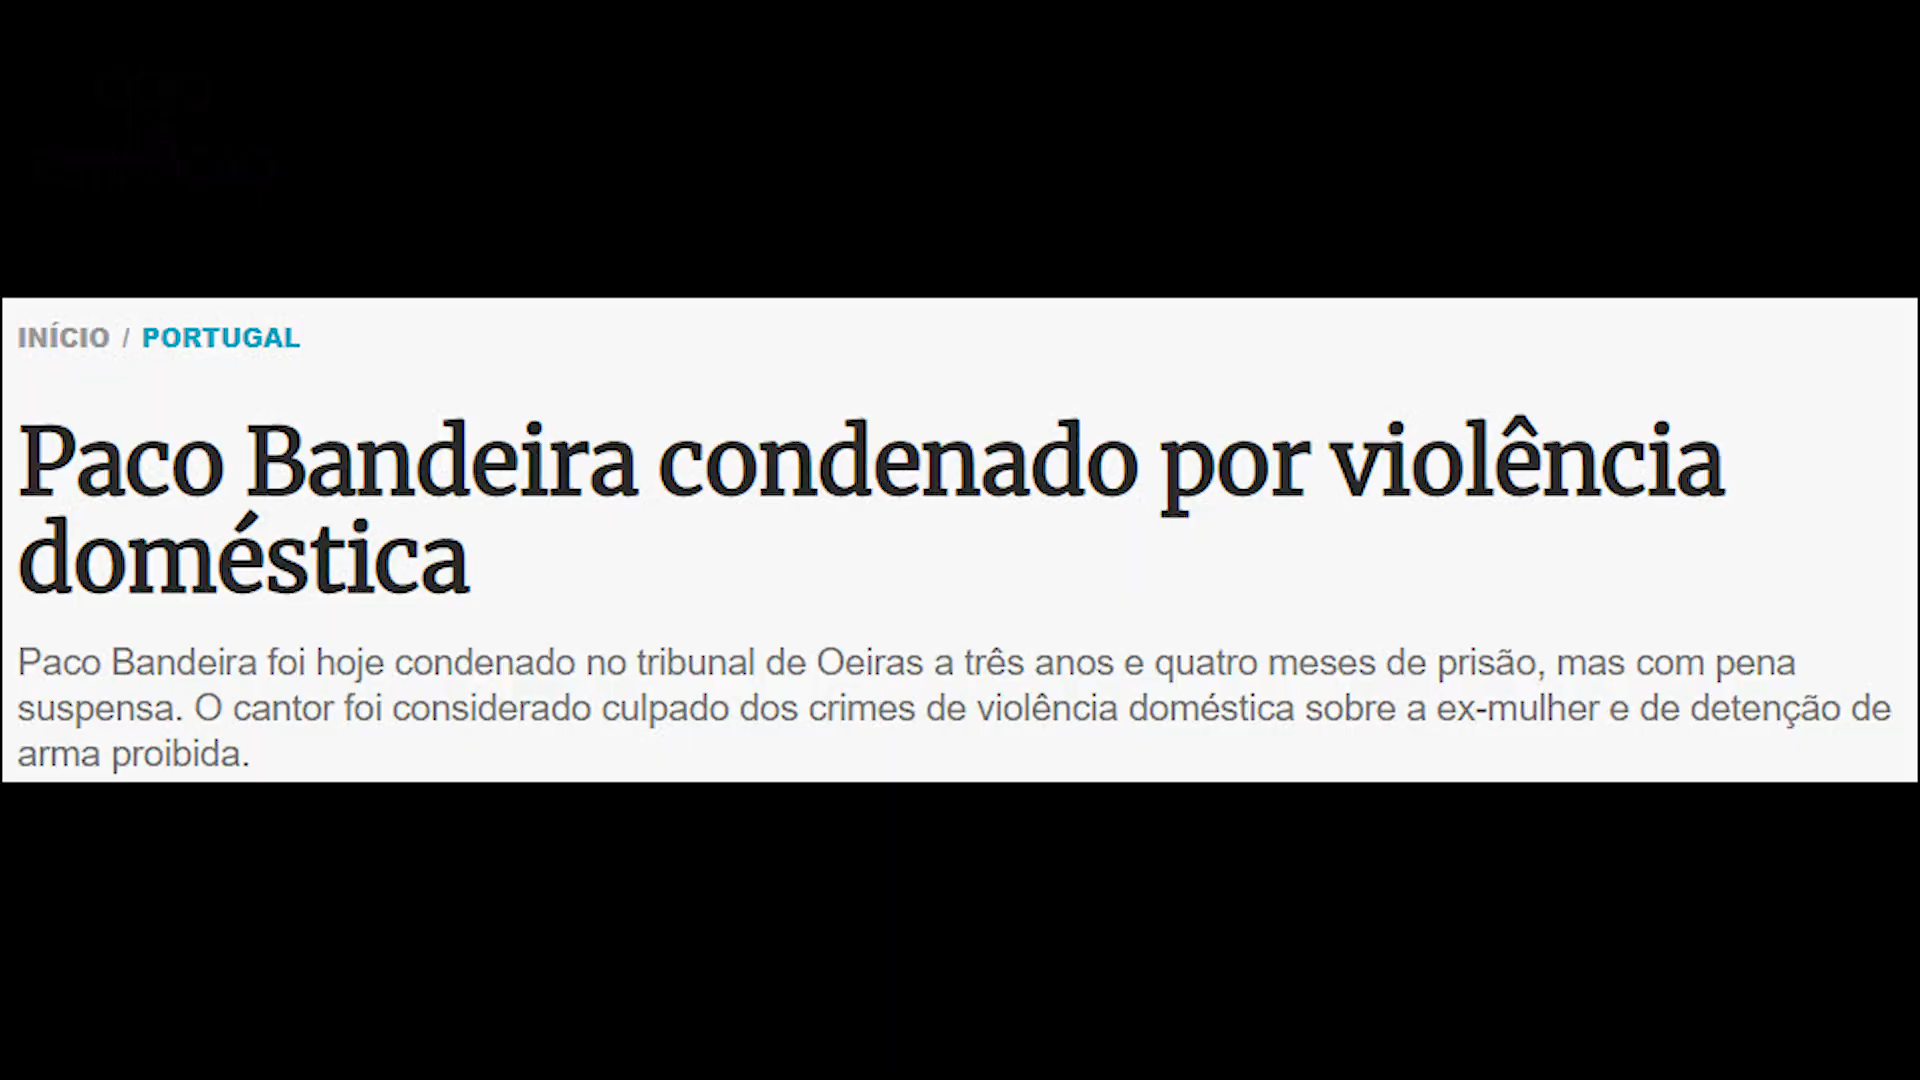 INÍCIO / PORTUGAL
Paco Bandeira condenado por violência
doméstica
Paco Bandeira foi hoje condenado no tribunal de Oeiras a três anos e quatro meses de prisão, mas com pena
suspensa. O cantor foi considerado culpado dos crimes de violência doméstica sobre a ex-mulher e de detenção de
arma proibida.